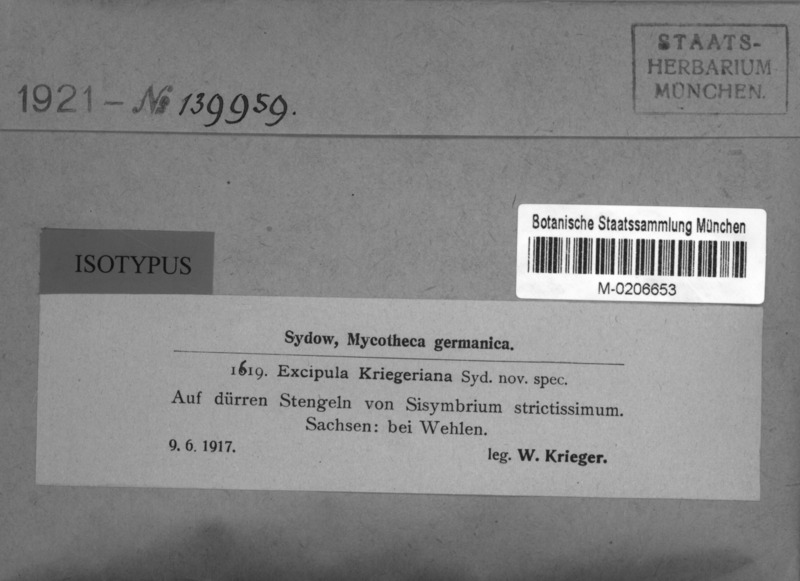 STAATS-
HERBARIUM
MÜNCHEN.
1921 - No 139959.
Botanische Staatssammlung München
M-0206653
ISOTYPUS
Sydow, Mycotheca germanica.
1619. Excipula Kriegeriana Syd. nov. spec.
Auf dürren Stengeln von Sisymbrium strictissimum.
Sachsen: bei Wehlen.
9. 6. 1917. leg. W. Krieger.